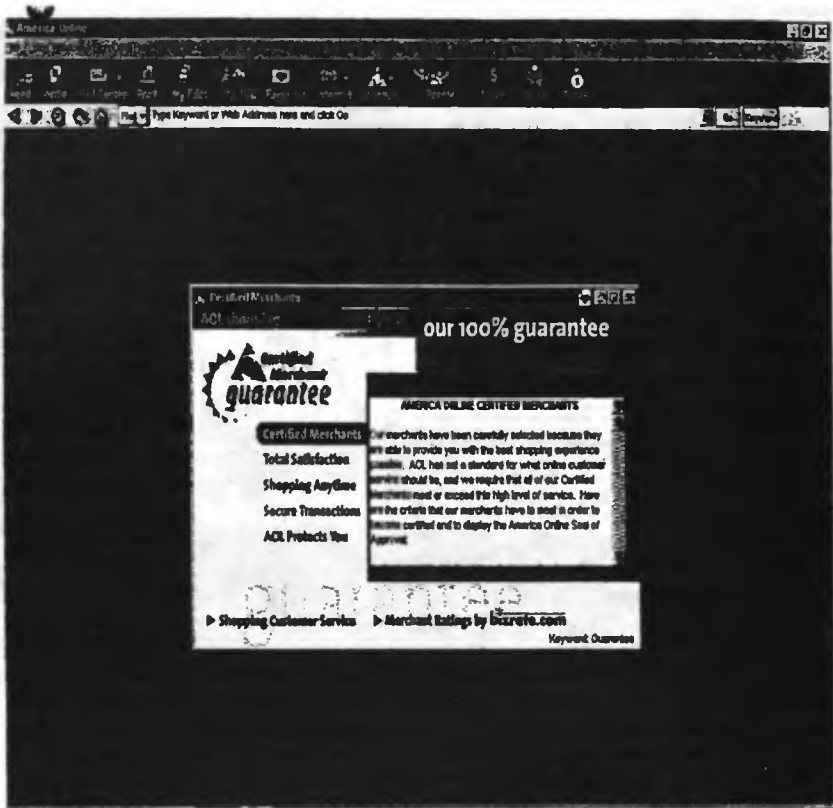 America Online
Type Keyword or Web Address here and click Go
Certified Merchants
our 100% guarantee
Certified
Merchant
guarantee
AMERICA ONLINE CERTIFIED MERCHANTS
Certified Merchants
Total Satisfaction
Shopping Anytime
Secure Transactions
AOL Protects You
Our merchants have been carefully selected because they
are able to provide you with the best shopping experience
possible. AOL has set a standard for what online customer
service should be, and we require that all of our Certified
Merchants meet or exceed this high level of service. Here
are the criteria that our merchants have to meet in order to
become certified and to display the America Online Seal of
Approval:
guarantee
Shopping Customer Service
Merchant Ratings by bizrate.com
Keyword: Guarantee